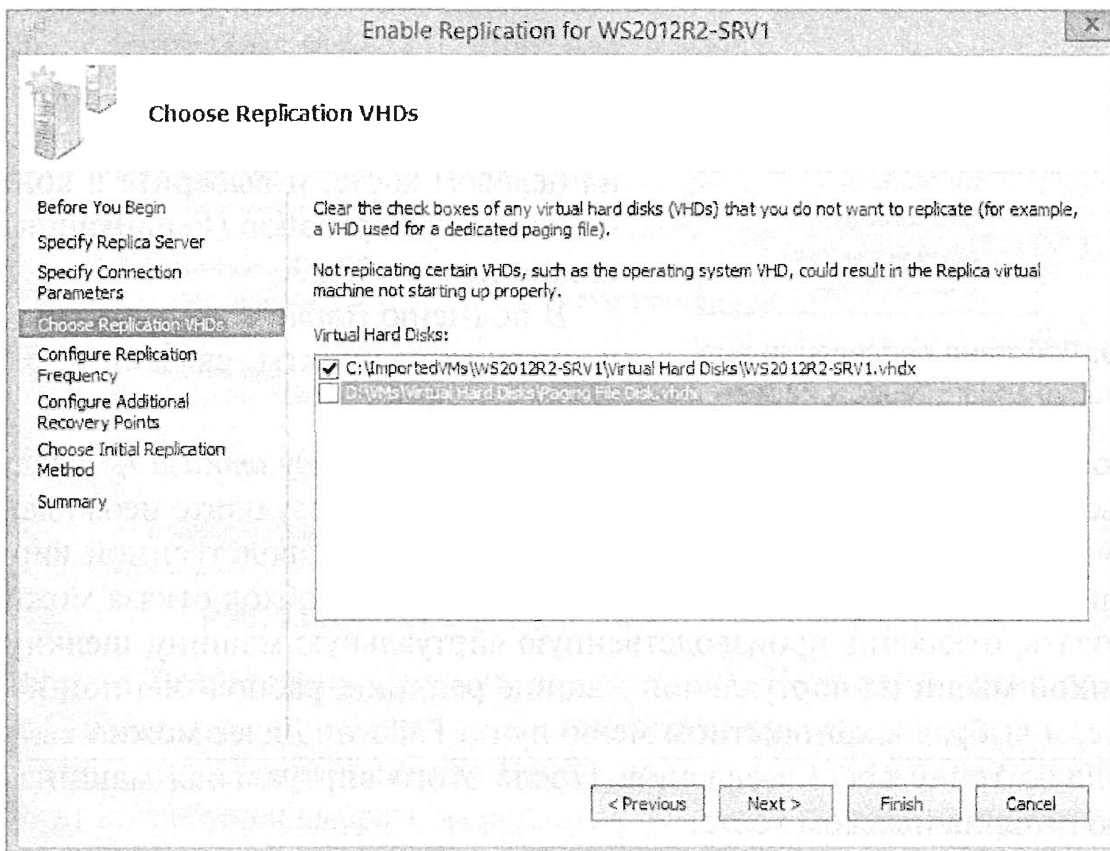 Enable Replication for WS2012R2-SRV1
X
Choose Replication VHDs
Before You Begin
Specify Replica Server
Specify Connection
Parameters
Choose Replication VHDs
Configure Replication
Frequency
Configure Additional
Recovery Points
Choose Initial Replication
Method
Summary
Clear the check boxes of any virtual hard disks (VHDs) that you do not want to replicate (for example,
a VHD used for a dedicated paging file).
Not replicating certain VHDs, such as the operating system VHD, could result in the Replica virtual
machine not starting up properly.
Virtual Hard Disks:
C:\ImportedVMs\WS2012R2-SRV1\Virtual Hard Disks\WS2012R2-SRV1.vhdx
D:\VMs\Virtual Hard Disks\Paging File Disk.vhdx
< Previous
Next >
Finish
Cancel